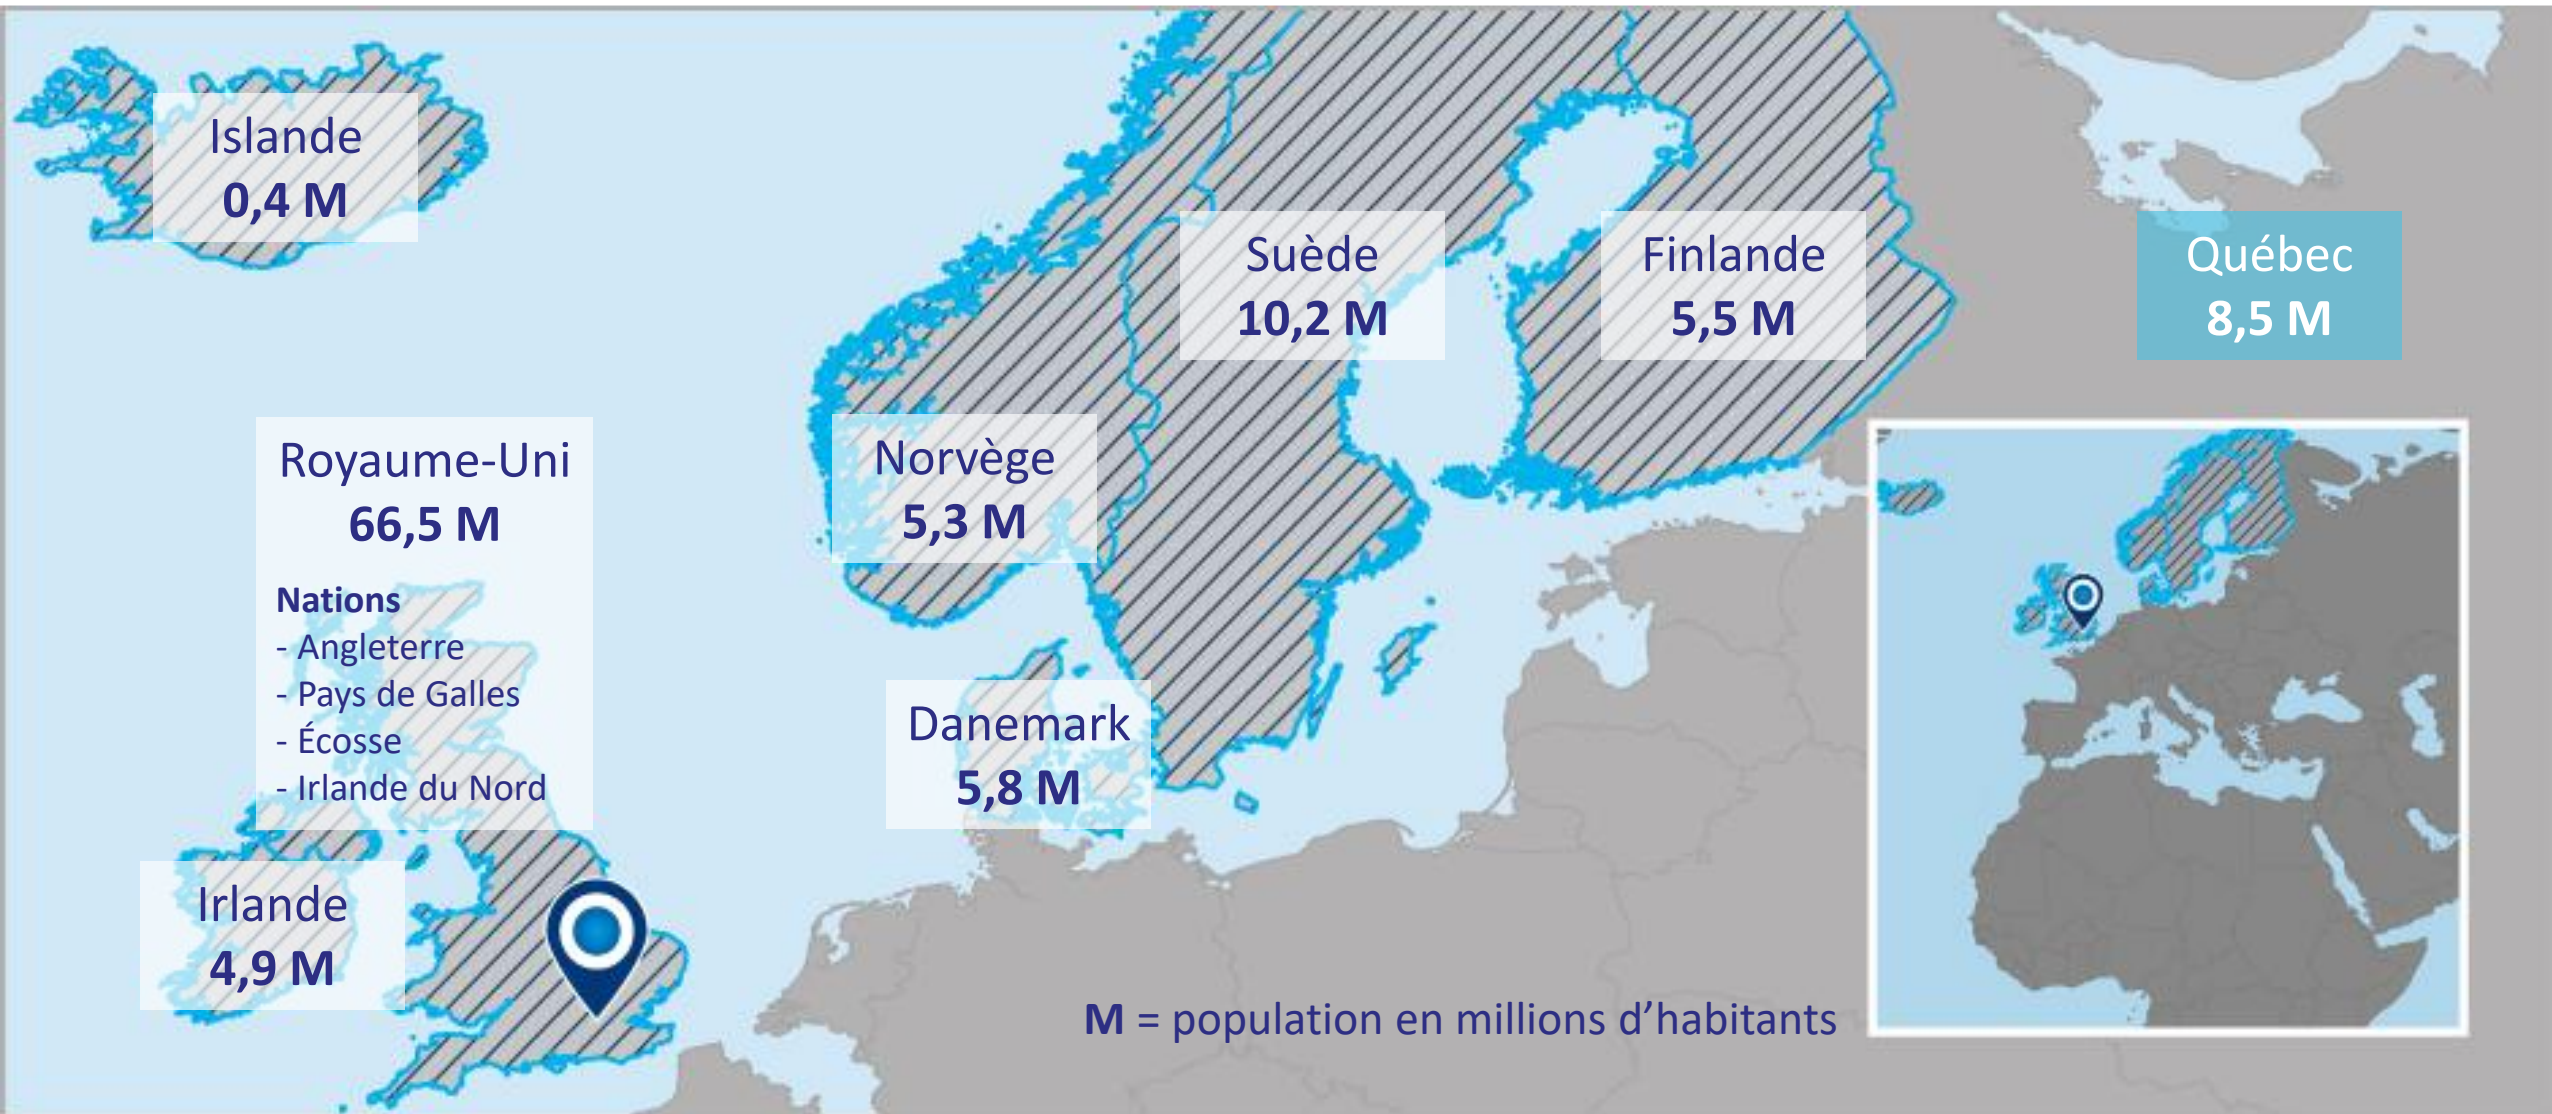 Islande
0,4 M
Suède
10,2 M
Finlande
5,5 M
Québec
8,5 M
Royaume-Uni
66,5 M
Nations
- Angleterre
- Pays de Galles
- Écosse
- Irlande du Nord
Norvège
5,3 M
Danemark
5,8 M
Irlande
4,9 M
M = population en millions d’habitants